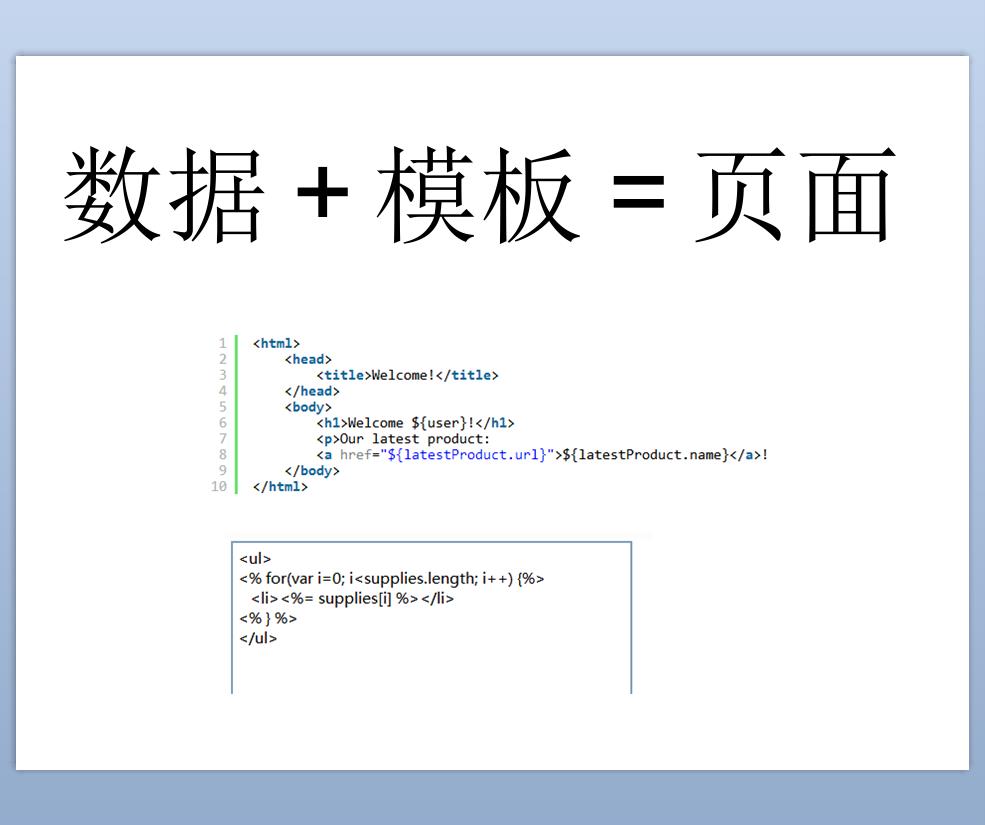 数据 + 模板 = 页面
1 <html>
2     <head>
3         <title>Welcome!</title>
4     </head>
5     <body>
6         <h1>Welcome ${user}!</h1>
7         <p>Our latest product:
8         <a href="${latestProduct.url}">${latestProduct.name}</a>!
9     </body>
10 </html>
<ul>
<% for(var i=0; i<supplies.length; i++) {%>
   <li> <%= supplies[i] %> </li>
<% } %>
</ul>